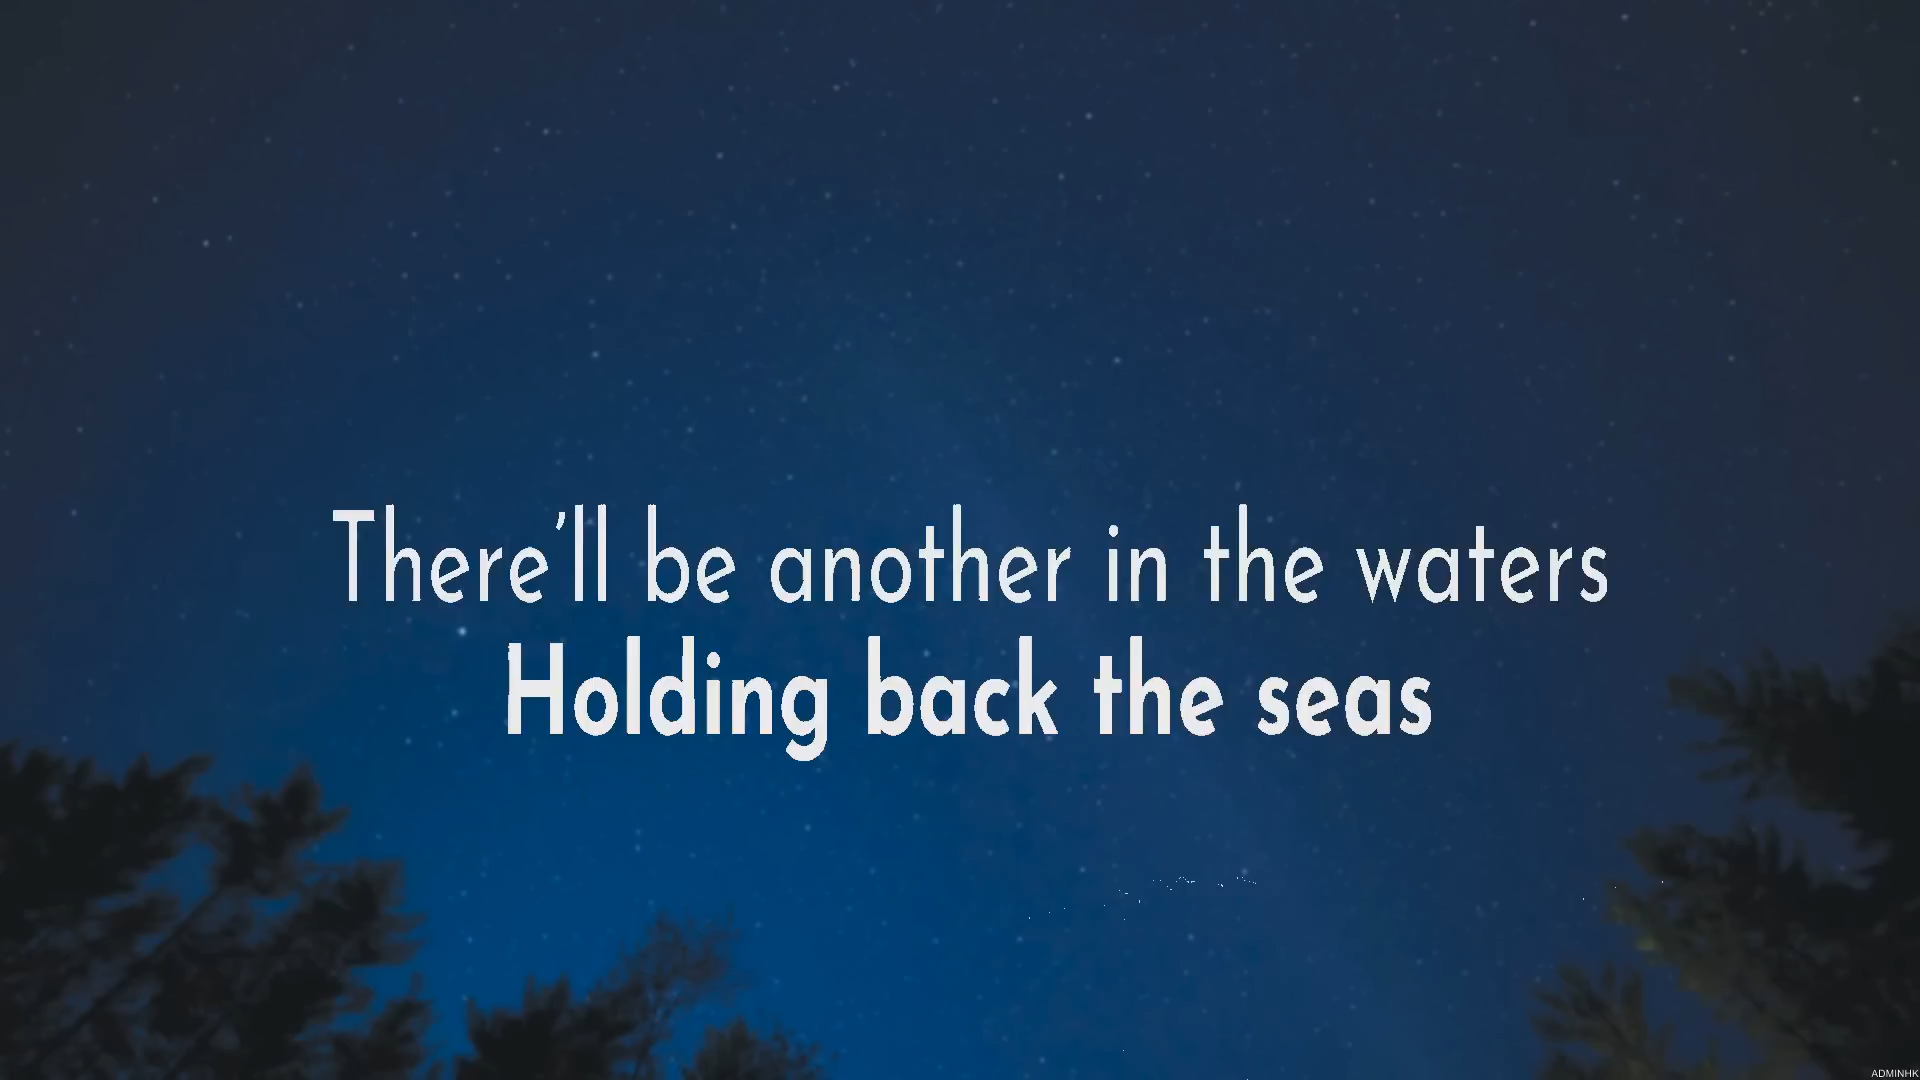 There'll be another in the waters
Holding back the seas
ADMINHK